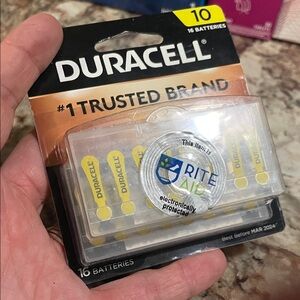 10
16 BATTERIES
DURACELL
#1 TRUSTED BRAND
This item is
RITE
AID
electronically
protected
DURACELL
DURACELL
16 BATTERIES
Best before MAR 2024